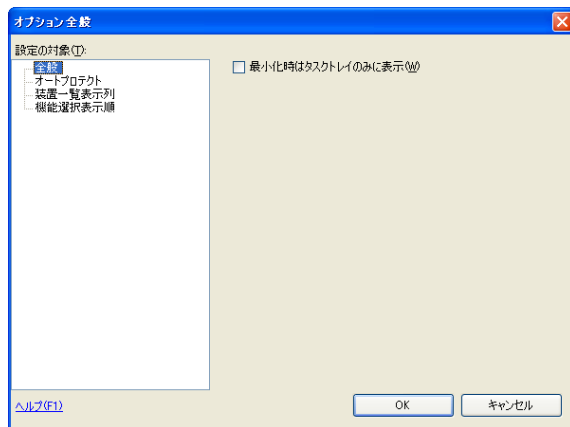 オプション全般
設定の対象(T):
全般
オートプロテクト
装置一覧表示列
機能選択表示順
最小化時はタスクトレイのみに表示(W)
ヘルプ(F1)
OK
キャンセル